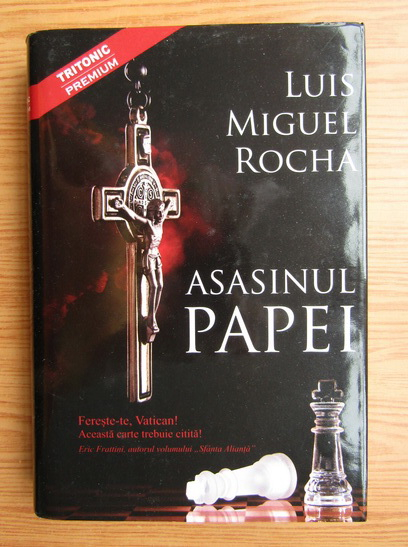 TRITONIC
PREMIUM
LUIS
MIGUEL
ROCHA
ASASINUL
PAPEI
Ferește-te, Vatican!
Această carte trebuie citită!
Eric Frattini, autorul volumului „Sfânta Alianță”